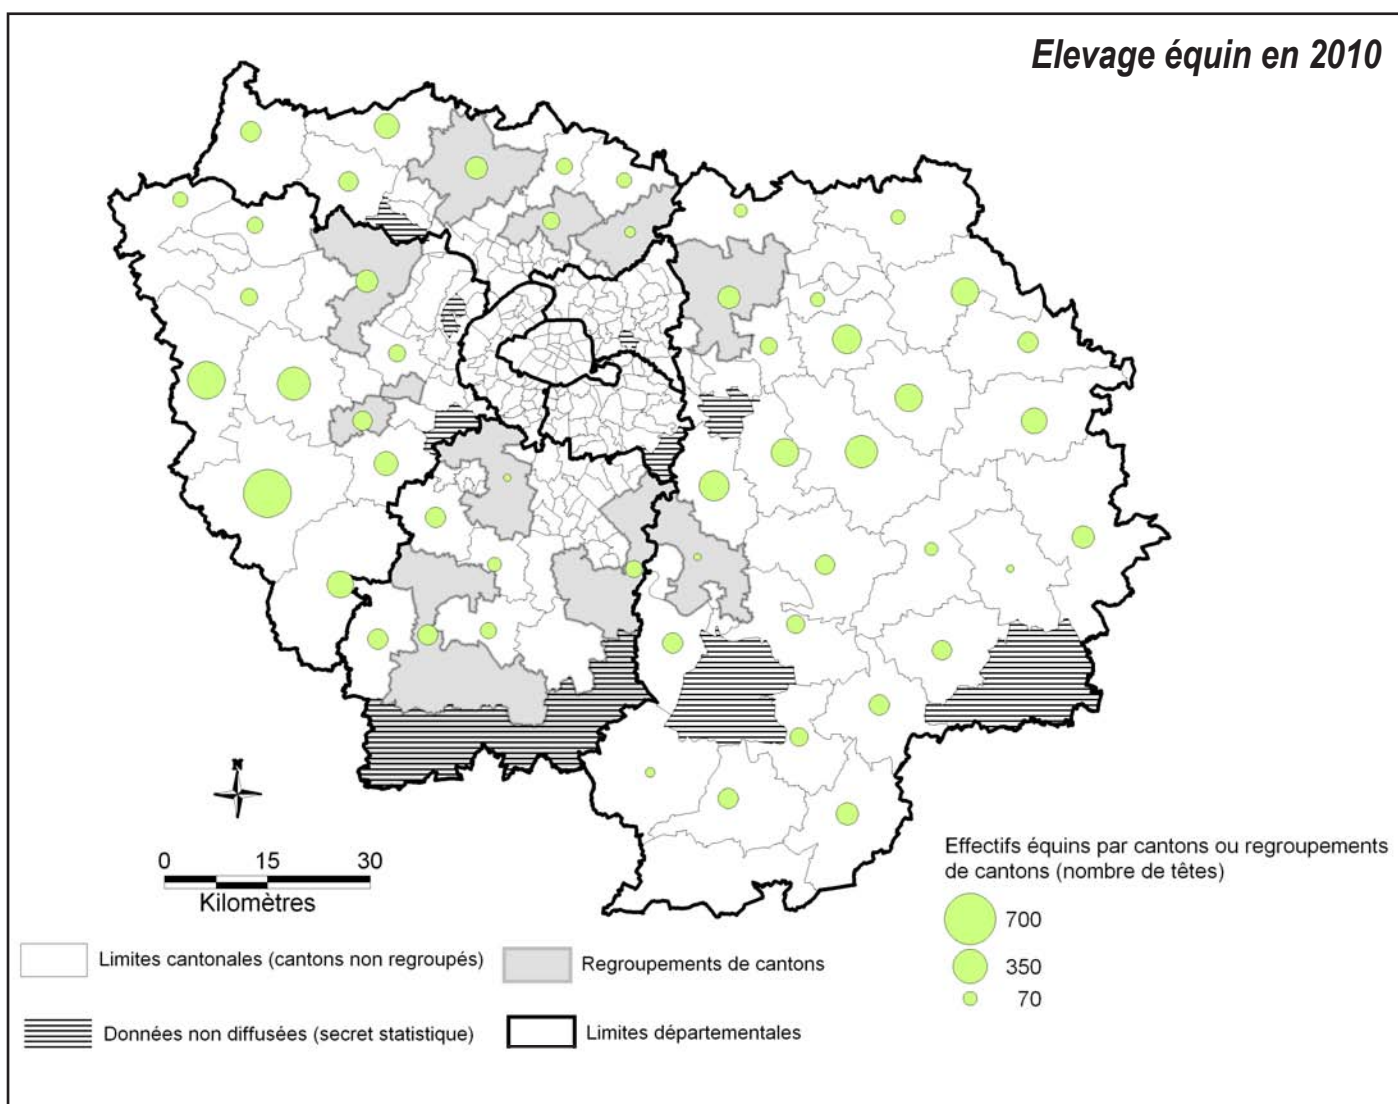 Elevage équin en 2010
N
0 15 30
Kilomètres
Effectifs équins par cantons ou regroupements
de cantons (nombre de têtes)
700
350
70
Limites cantonales (cantons non regroupés)
Regroupements de cantons
Données non diffusées (secret statistique)
Limites départementales